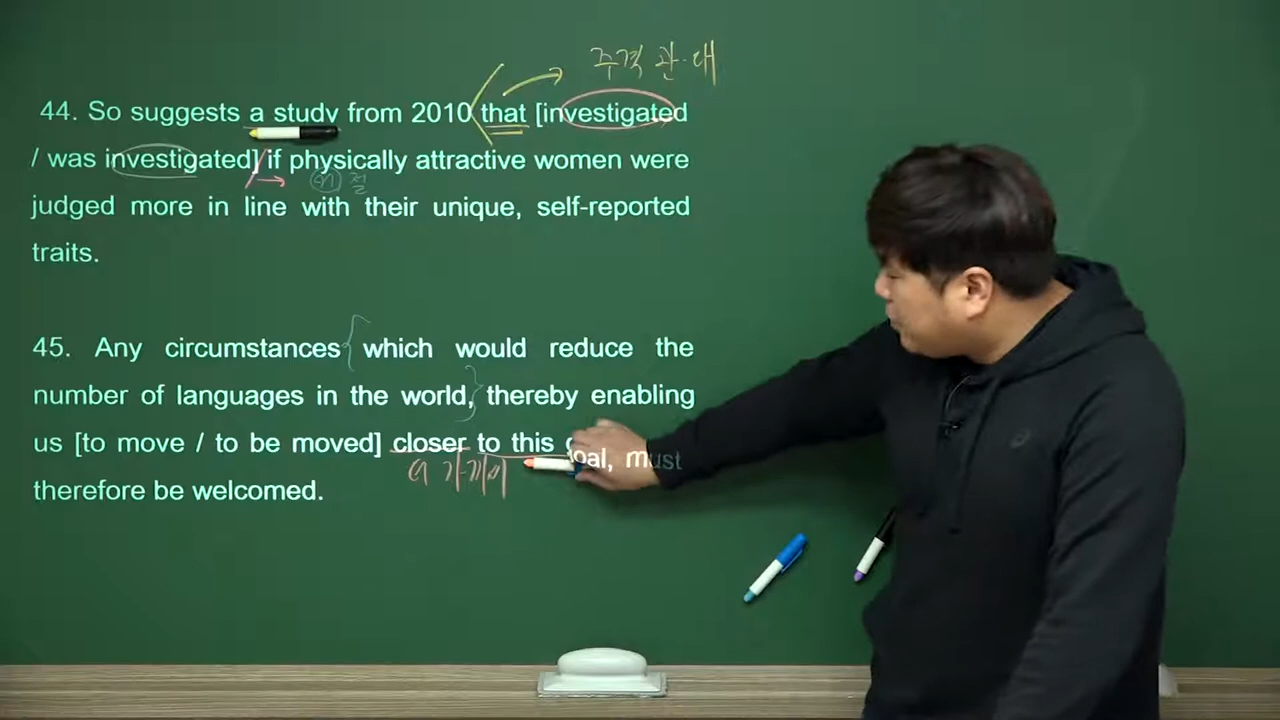 주격 관·대
44. So suggests a study from 2010 that [investigated
/ was investigated] if physically attractive women were
절
judged more in line with their unique, self-reported
traits.
45. Any circumstances which would reduce the
number of languages in the world, thereby enabling
us [to move / to be moved] closer to this goal, must
더 가까이
therefore be welcomed.